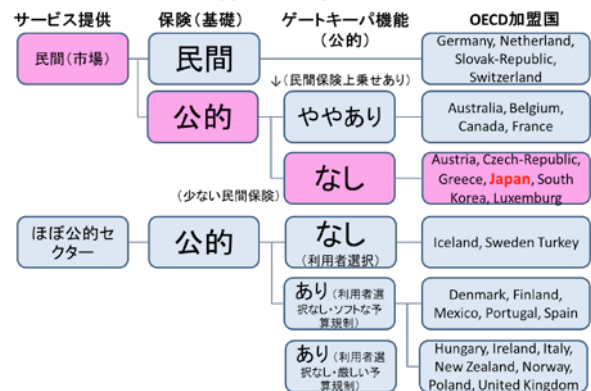 サービス提供
保険(基礎)
ゲートキーパ機能
(公的)
OECD加盟国
民間(市場)
民間
Germany, Netherland,
Slovak-Republic,
Switzerland
↓(民間保険上乗せあり)
公的
ややあり
Australia, Belgium,
Canada, France
(少ない民間保険)
なし
Austria, Czech-Republic,
Greece, Japan, South
Korea, Luxemburg
ほぼ公的セ
クター
公的
なし
(利用者選択)
Iceland, Sweden Turkey
あり(利用者選
択なし・ソフトな予
算規制)
Denmark, Finland,
Mexico, Portugal, Spain
あり(利用者選
択なし・厳しい予
算規制)
Hungary, Ireland, Italy,
New Zealand, Norway,
Poland, United Kingdom